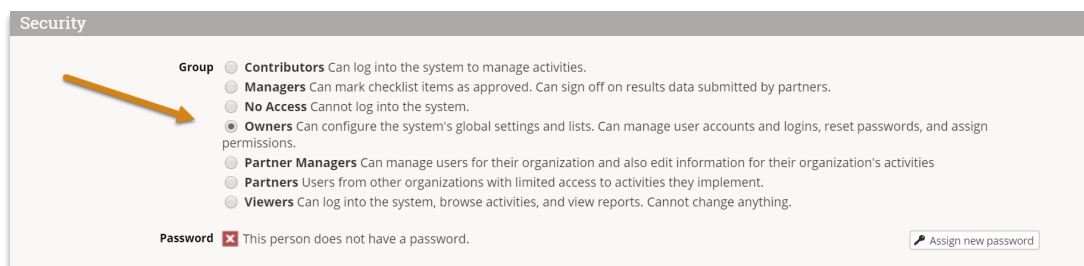 Security
Group Contributors Can log into the system to manage activities.
Managers Can mark checklist items as approved. Can sign off on results data submitted by partners.
No Access Cannot log into the system.
Owners Can configure the system's global settings and lists. Can manage user accounts and logins, reset passwords, and assign
permissions.
Partner Managers Can manage users for their organization and also edit information for their organization's activities
Partners Users from other organizations with limited access to activities they implement.
Viewers Can log into the system, browse activities, and view reports. Cannot change anything.
Password This person does not have a password. Assign new password